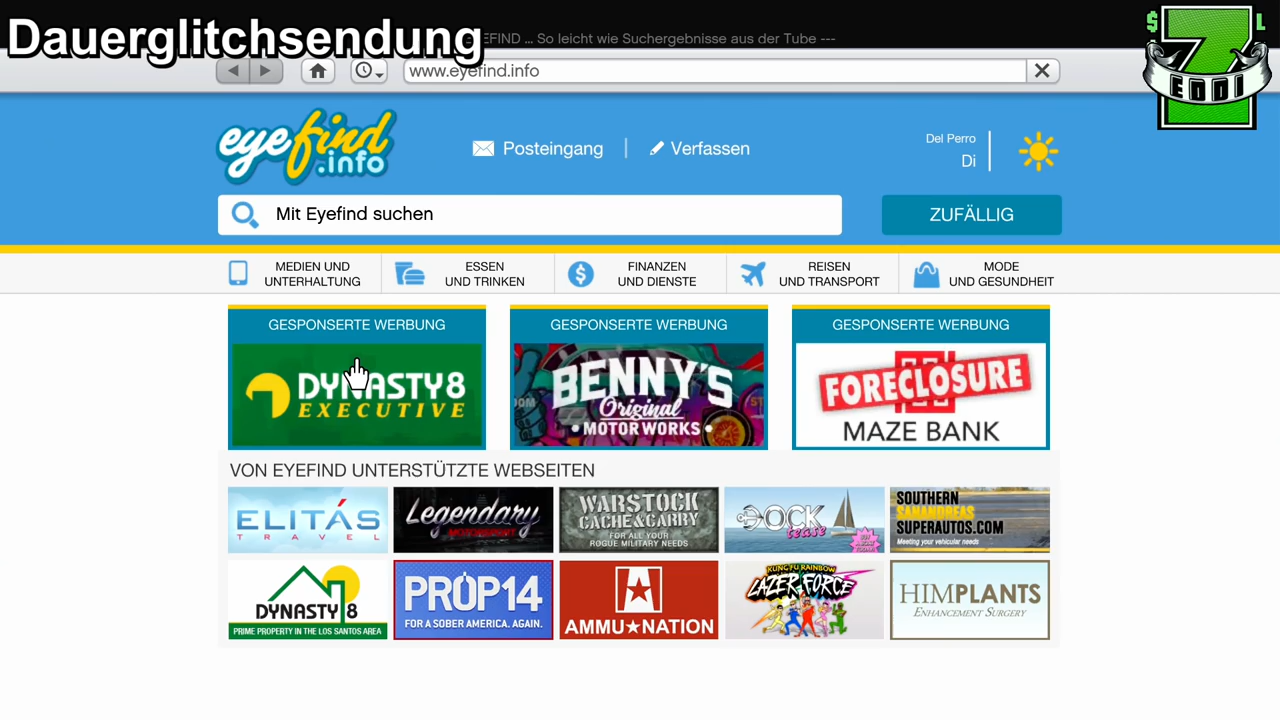 Dauerglitchsendung
EYEFIND ... So leicht wie Suchergebnisse aus der Tube ---
www.eyefind.info
$ L
Z
EDDI
eyefind
.info
Posteingang | Verfassen
Del Perro
Di
Mit Eyefind suchen
ZUFÄLLIG
MEDIEN UND
UNTERHALTUNG
ESSEN
UND TRINKEN
FINANZEN
UND DIENSTE
REISEN
UND TRANSPORT
MODE
UND GESUNDHEIT
GESPONSERTE WERBUNG
DYNASTY 8
EXECUTIVE
GESPONSERTE WERBUNG
BENNY'S
Original
MOTOR WORKS
GESPONSERTE WERBUNG
FORECLOSURE
MAZE BANK
VON EYEFIND UNTERSTÜTZTE WEBSEITEN
ELITÁS
TRAVEL
Legendary
MOTORSPORT
WARSTOCK
CACHE&CARRY
FOR ALL YOUR
ROGUE MILITARY NEEDS
DOCK
tease
SOUTHERN
SAN ANDREAS
SUPERAUTOS.COM
Meeting your vehicular needs
DYNASTY 8
PRIME PROPERTY IN THE LOS SANTOS AREA
PROP14
FOR A SOBER AMERICA. AGAIN.
AMMU★NATION
KUNG FU RAINBOW
LAZER FORCE
HIMPLANTS
ENHANCEMENT SURGERY